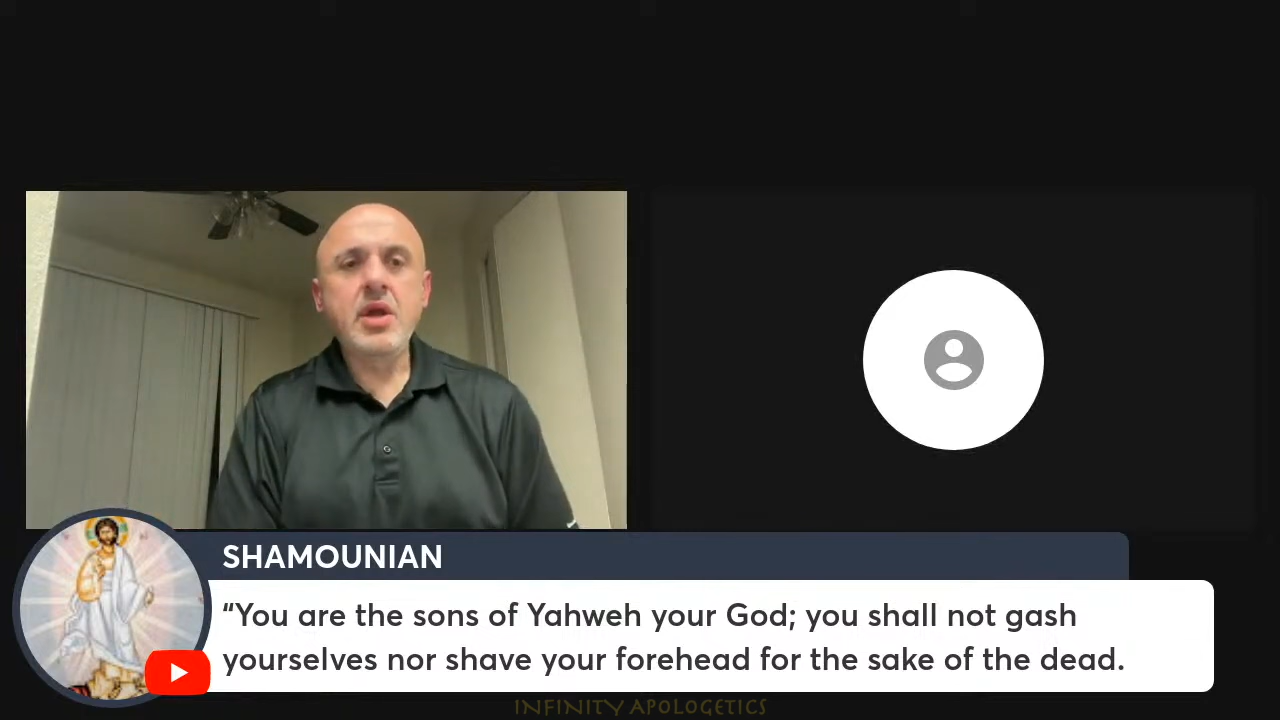 SHAMOUNIAN
“You are the sons of Yahweh your God; you shall not gash
yourselves nor shave your forehead for the sake of the dead.
INFINITY APOLOGETICS